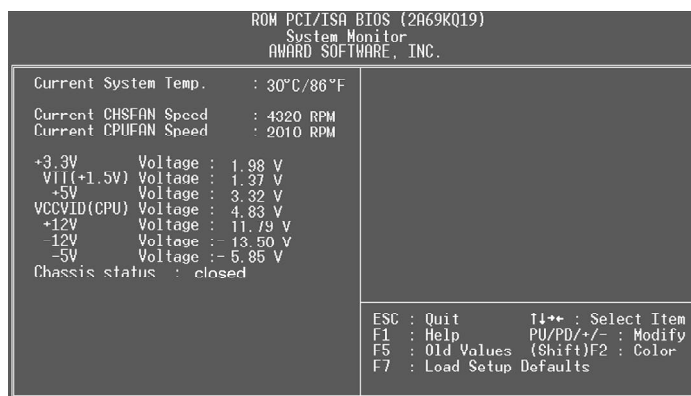 ROM PCI/ISA BIOS (2A69KQ19)
System Monitor
AWARD SOFTWARE, INC.
Current System Temp. : 30°C/86°F
Current CHSFAN Speed : 4320 RPM
Current CPUFAN Speed : 2010 RPM
+3.3V Voltage : 1.98 V
VTT(+1.5V) Voltage : 1.37 V
+5V Voltage : 3.32 V
VCCVID(CPU) Voltage : 4.83 V
+12V Voltage : 11.79 V
-12V Voltage :- 13.50 V
-5V Voltage :- 5.85 V
Chassis status : closed
ESC : Quit ↑↓→← : Select Item
F1 : Help PU/PD/+/- : Modify
F5 : Old Values (Shift)F2 : Color
F7 : Load Setup Defaults